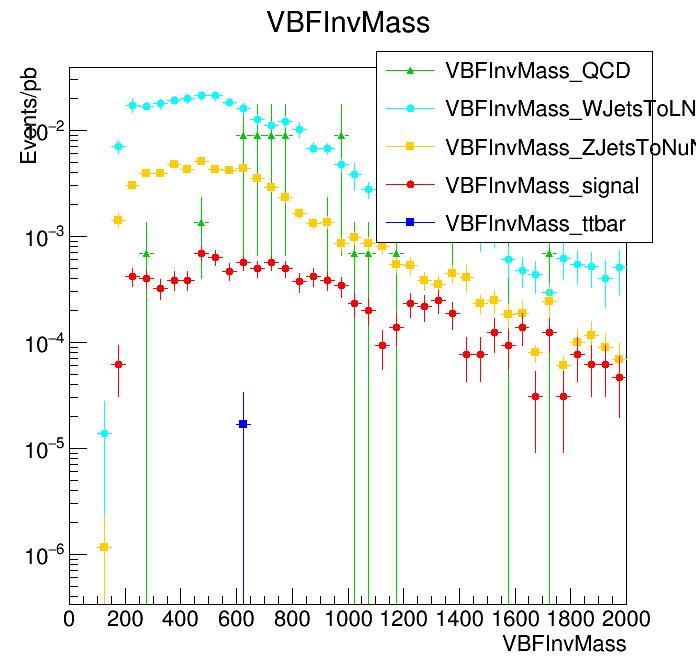 VBFInvMass
Events/pb
VBFInvMass_QCD
VBFInvMass_WJetsToLN
VBFInvMass_ZJetsToNuN
VBFInvMass_signal
VBFInvMass_ttbar
10⁻²
10⁻³
10⁻⁴
10⁻⁵
10⁻⁶
0 200 400 600 800 1000 1200 1400 1600 1800 2000
VBFInvMass